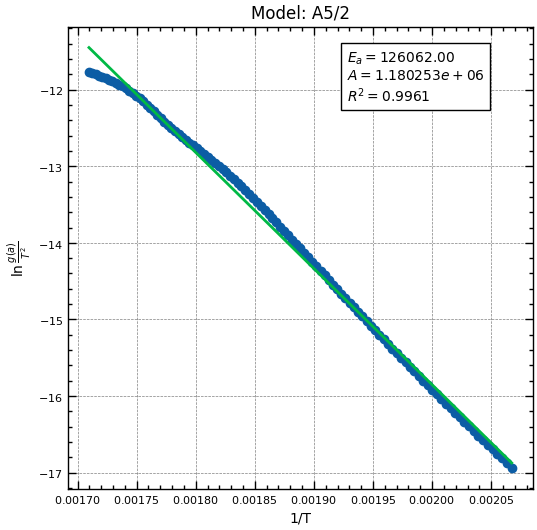 Model: A5/2
E_a = 126062.00
A = 1.180253e + 06
R^2 = 0.9961
ln g(a)/T^2
−12
−13
−14
−15
−16
−17
0.00170 0.00175 0.00180 0.00185 0.00190 0.00195 0.00200 0.00205
1/T